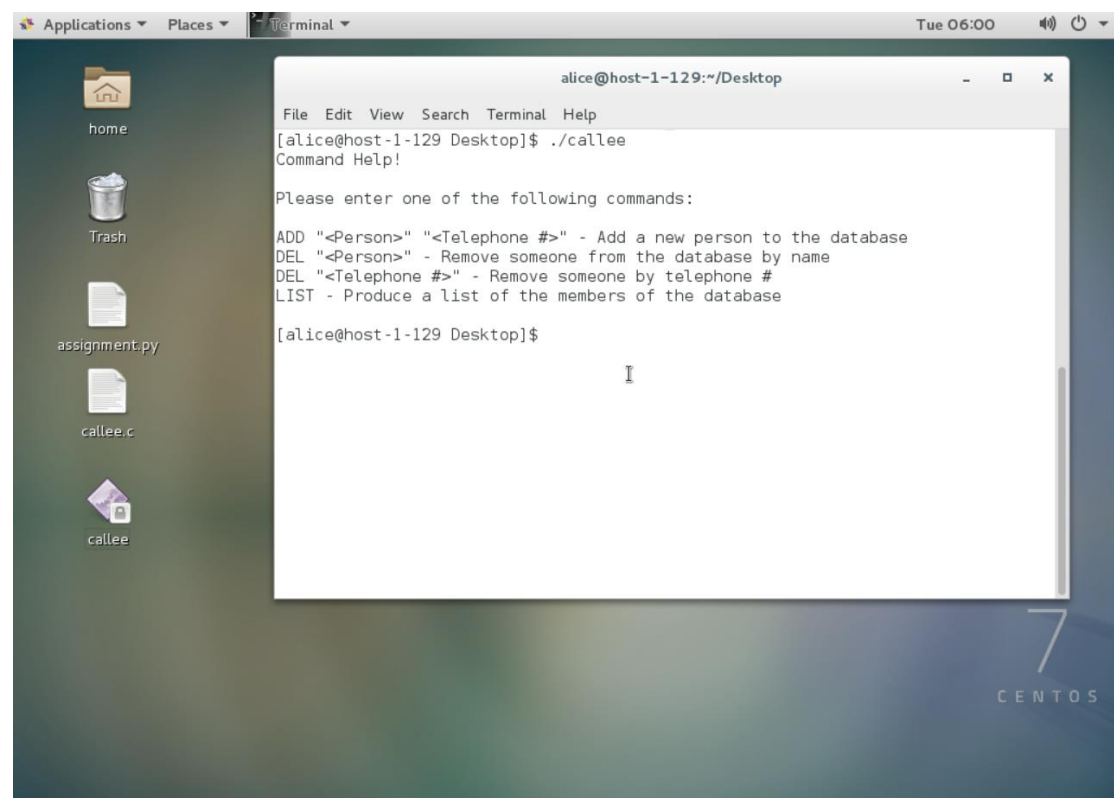 Applications Places Terminal Tue 06:00
alice@host-1-129:~/Desktop
File Edit View Search Terminal Help
[alice@host-1-129 Desktop]$ ./callee
Command Help!
Please enter one of the following commands:
ADD "<Person>" "<Telephone #>" - Add a new person to the database
DEL "<Person>" - Remove someone from the database by name
DEL "<Telephone #>" - Remove someone by telephone #
LIST - Produce a list of the members of the database
[alice@host-1-129 Desktop]$
home
Trash
assignment.py
callee.c
callee
7
CENTOS